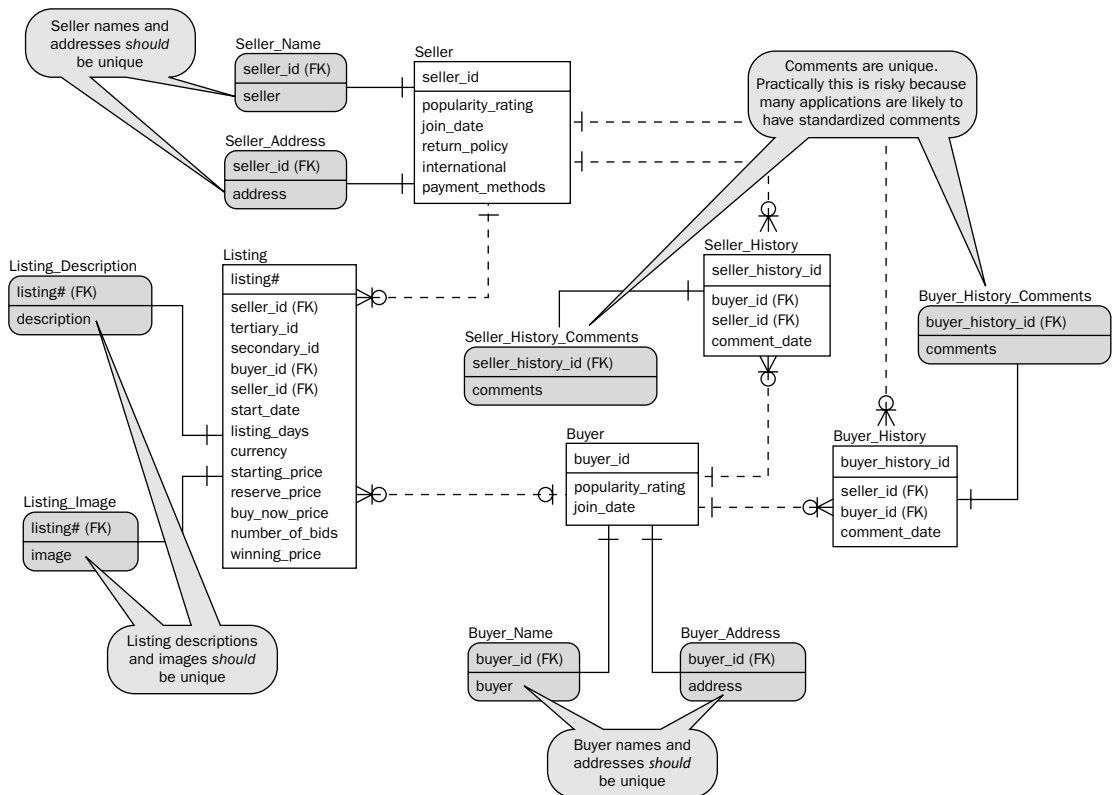 Seller names and
addresses should
be unique
Seller_Name
seller_id (FK)
seller
Seller_Address
seller_id (FK)
address
Seller
seller_id
popularity_rating
join_date
return_policy
international
payment_methods
Comments are unique.
Practically this is risky because
many applications are likely to
have standardized comments
Listing_Description
listing# (FK)
description
Listing
listing#
seller_id (FK)
tertiary_id
secondary_id
buyer_id (FK)
seller_id (FK)
start_date
listing_days
currency
starting_price
reserve_price
buy_now_price
number_of_bids
winning_price
Seller_History
seller_history_id
buyer_id (FK)
seller_id (FK)
comment_date
Seller_History_Comments
seller_history_id (FK)
comments
Buyer_History_Comments
buyer_history_id (FK)
comments
Buyer
buyer_id
popularity_rating
join_date
Buyer_History
buyer_history_id
seller_id (FK)
buyer_id (FK)
comment_date
Listing_Image
listing# (FK)
image
Listing descriptions
and images should
be unique
Buyer_Name
buyer_id (FK)
buyer
Buyer_Address
buyer_id (FK)
address
Buyer names and
addresses should
be unique